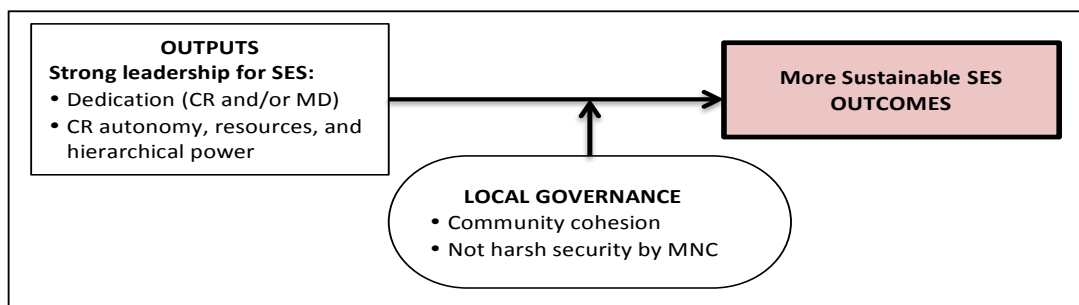 OUTPUTS
Strong leadership for SES:
• Dedication (CR and/or MD)
• CR autonomy, resources, and
hierarchical power
More Sustainable SES
OUTCOMES
LOCAL GOVERNANCE
• Community cohesion
• Not harsh security by MNC